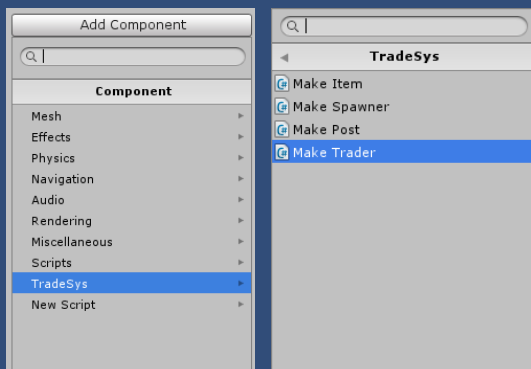 Add Component
Component
Mesh
Effects
Physics
Navigation
Audio
Rendering
Miscellaneous
Scripts
TradeSys
New Script
TradeSys
Make Item
Make Spawner
Make Post
Make Trader